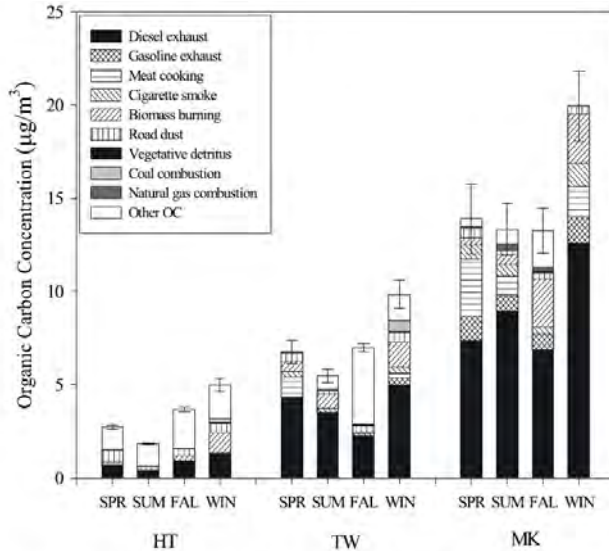 25
20
15
10
5
0
Organic Carbon Concentration (μg/m³)
Diesel exhaust
Gasoline exhaust
Meat cooking
Cigarette smoke
Biomass burning
Road dust
Vegetative detritus
Coal combustion
Natural gas combustion
Other OC
SPR SUM FAL WIN SPR SUM FAL WIN SPR SUM FAL WIN
HT TW MK